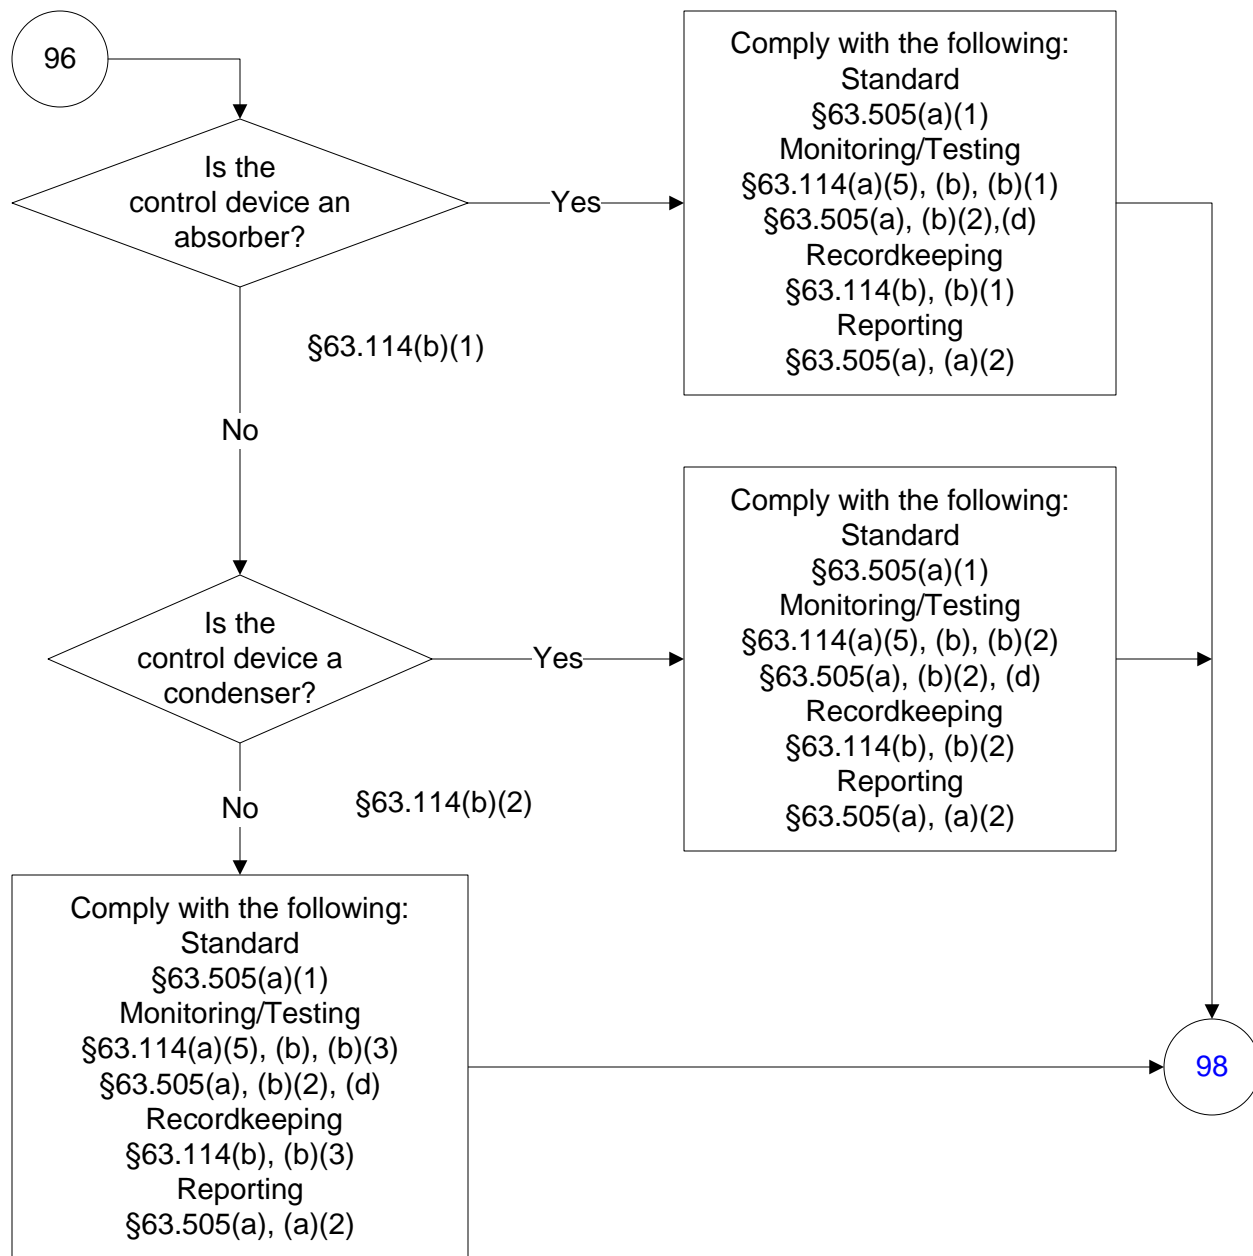 96
Is the
control device an
absorber?
Yes
Comply with the following:
Standard
§63.505(a)(1)
Monitoring/Testing
§63.114(a)(5), (b), (b)(1)
§63.505(a), (b)(2),(d)
Recordkeeping
§63.114(b), (b)(1)
Reporting
§63.505(a), (a)(2)
§63.114(b)(1)
No
Is the
control device a
condenser?
Yes
Comply with the following:
Standard
§63.505(a)(1)
Monitoring/Testing
§63.114(a)(5), (b), (b)(2)
§63.505(a), (b)(2), (d)
Recordkeeping
§63.114(b), (b)(2)
Reporting
§63.505(a), (a)(2)
No
§63.114(b)(2)
Comply with the following:
Standard
§63.505(a)(1)
Monitoring/Testing
§63.114(a)(5), (b), (b)(3)
§63.505(a), (b)(2), (d)
Recordkeeping
§63.114(b), (b)(3)
Reporting
§63.505(a), (a)(2)
98